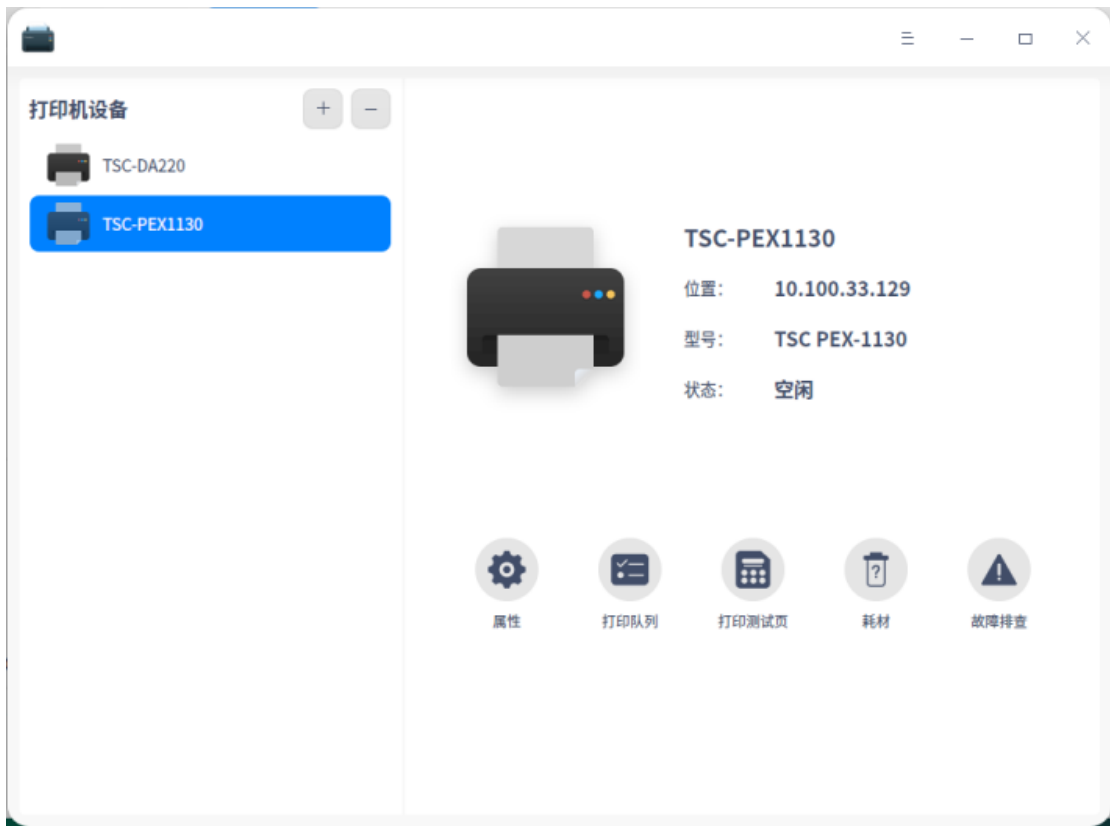 打印机设备
TSC-DA220
TSC-PEX1130
TSC-PEX1130
位置: 10.100.33.129
型号: TSC PEX-1130
状态: 空闲
属性 打印队列 打印测试页 耗材 故障排查